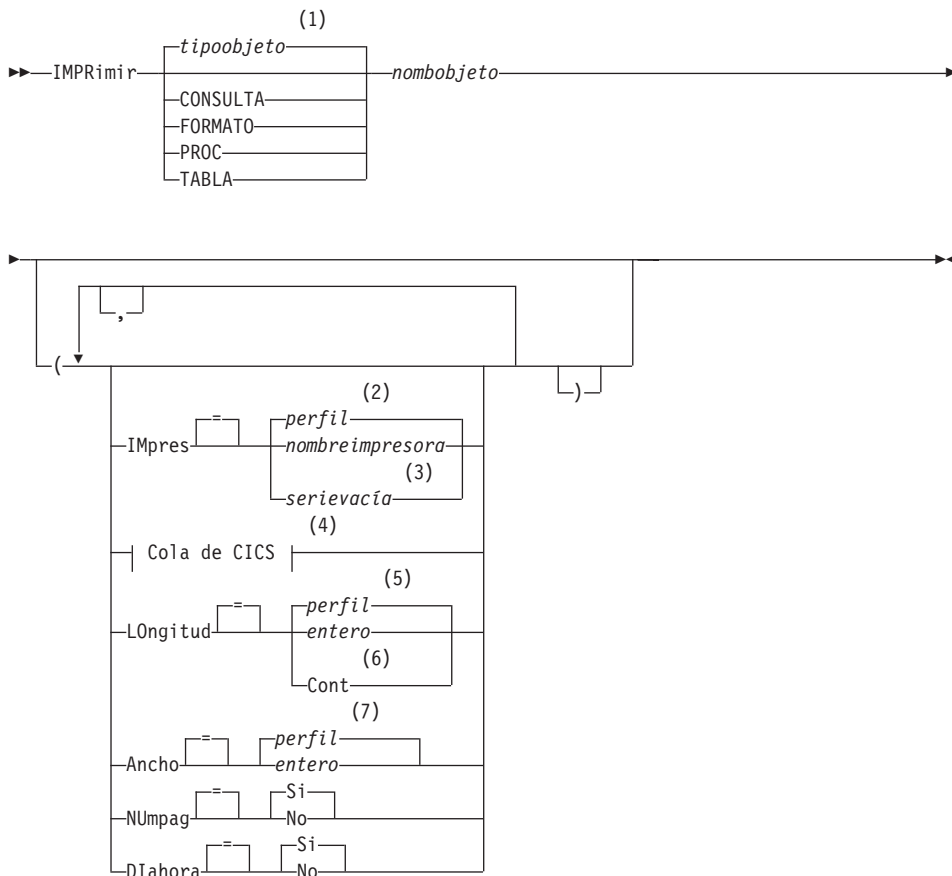 (1)
tipoobjeto
IMPRimir
nombobjeto
CONSULTA
FORMATO
PROC
TABLA
,
(
)
(2)
IMpres
=
perfil
nombreimpresora
(3)
serievacía
(4)
Cola de CICS
(5)
LOngitud
=
perfil
entero
(6)
Cont
(7)
Ancho
=
perfil
entero
NUmpag
=
Si
No
DIahora
=
Si
No